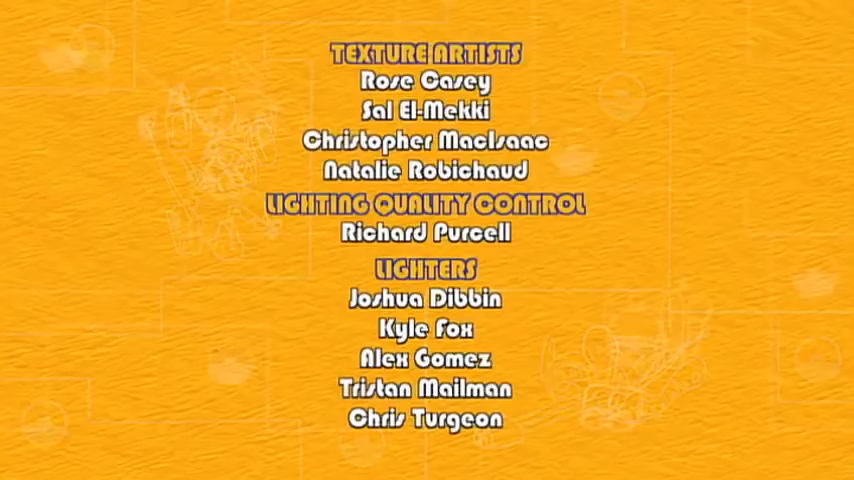 TEXTURE ARTISTS
Rose Casey
Sal El-Mekki
Christopher MacIsaac
Natalie Robichaud
LIGHTING QUALITY CONTROL
Richard Purcell
LIGHTERS
Joshua Dibbin
Kyle Fox
Alex Gomez
Tristan Mailman
Chris Turgeon